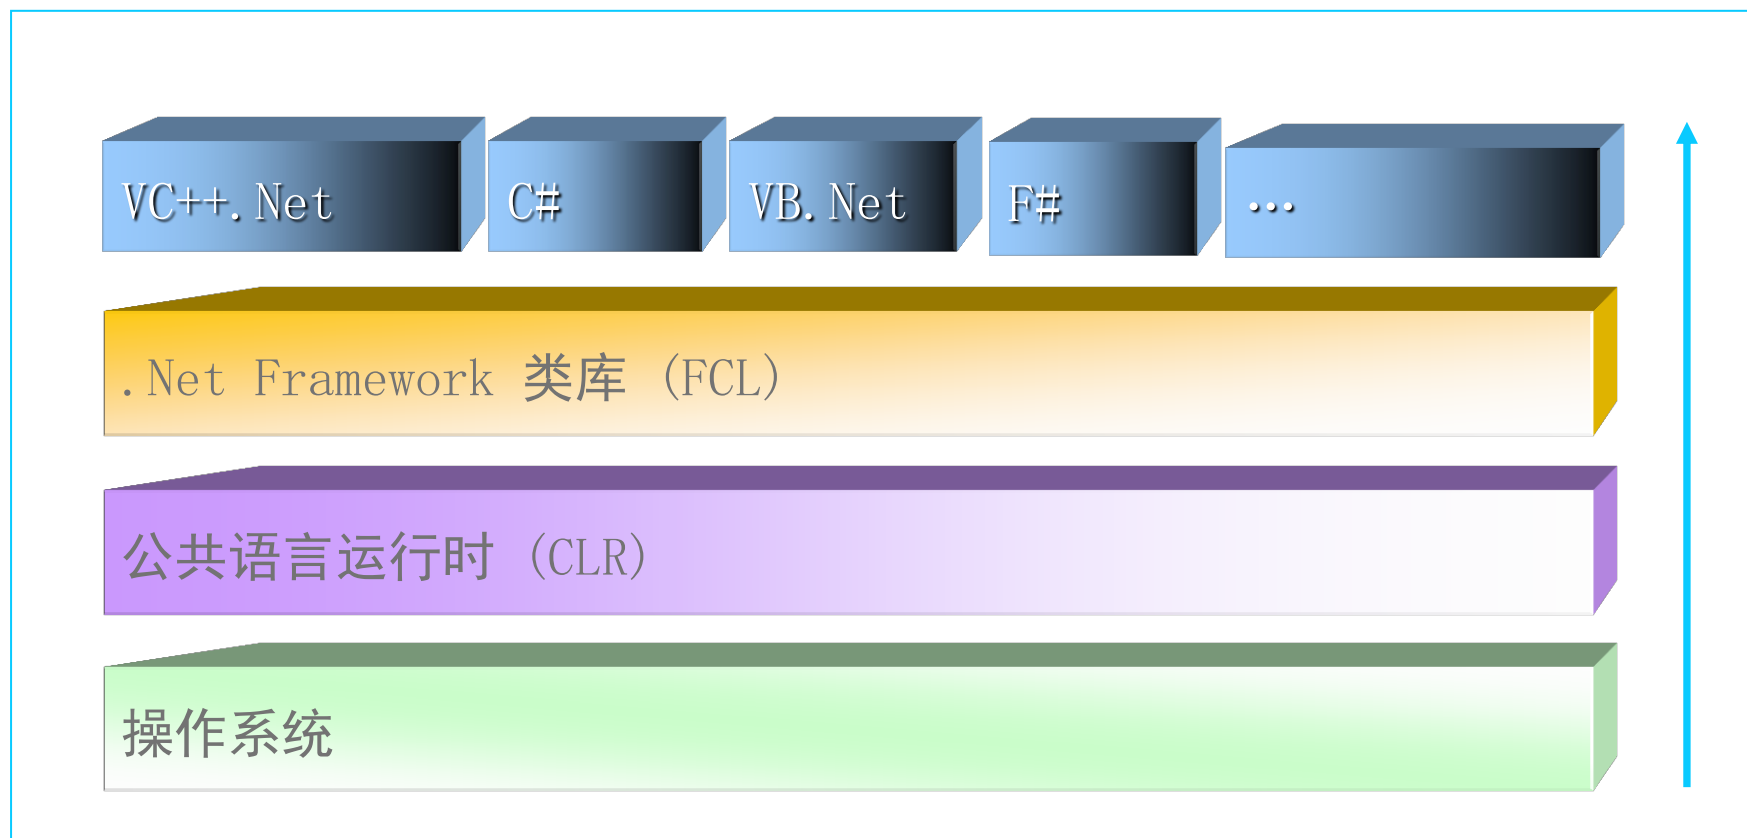 VC++.Net
C#
VB.Net
F#
...
.Net Framework 类库 (FCL)
公共语言运行时 (CLR)
操作系统